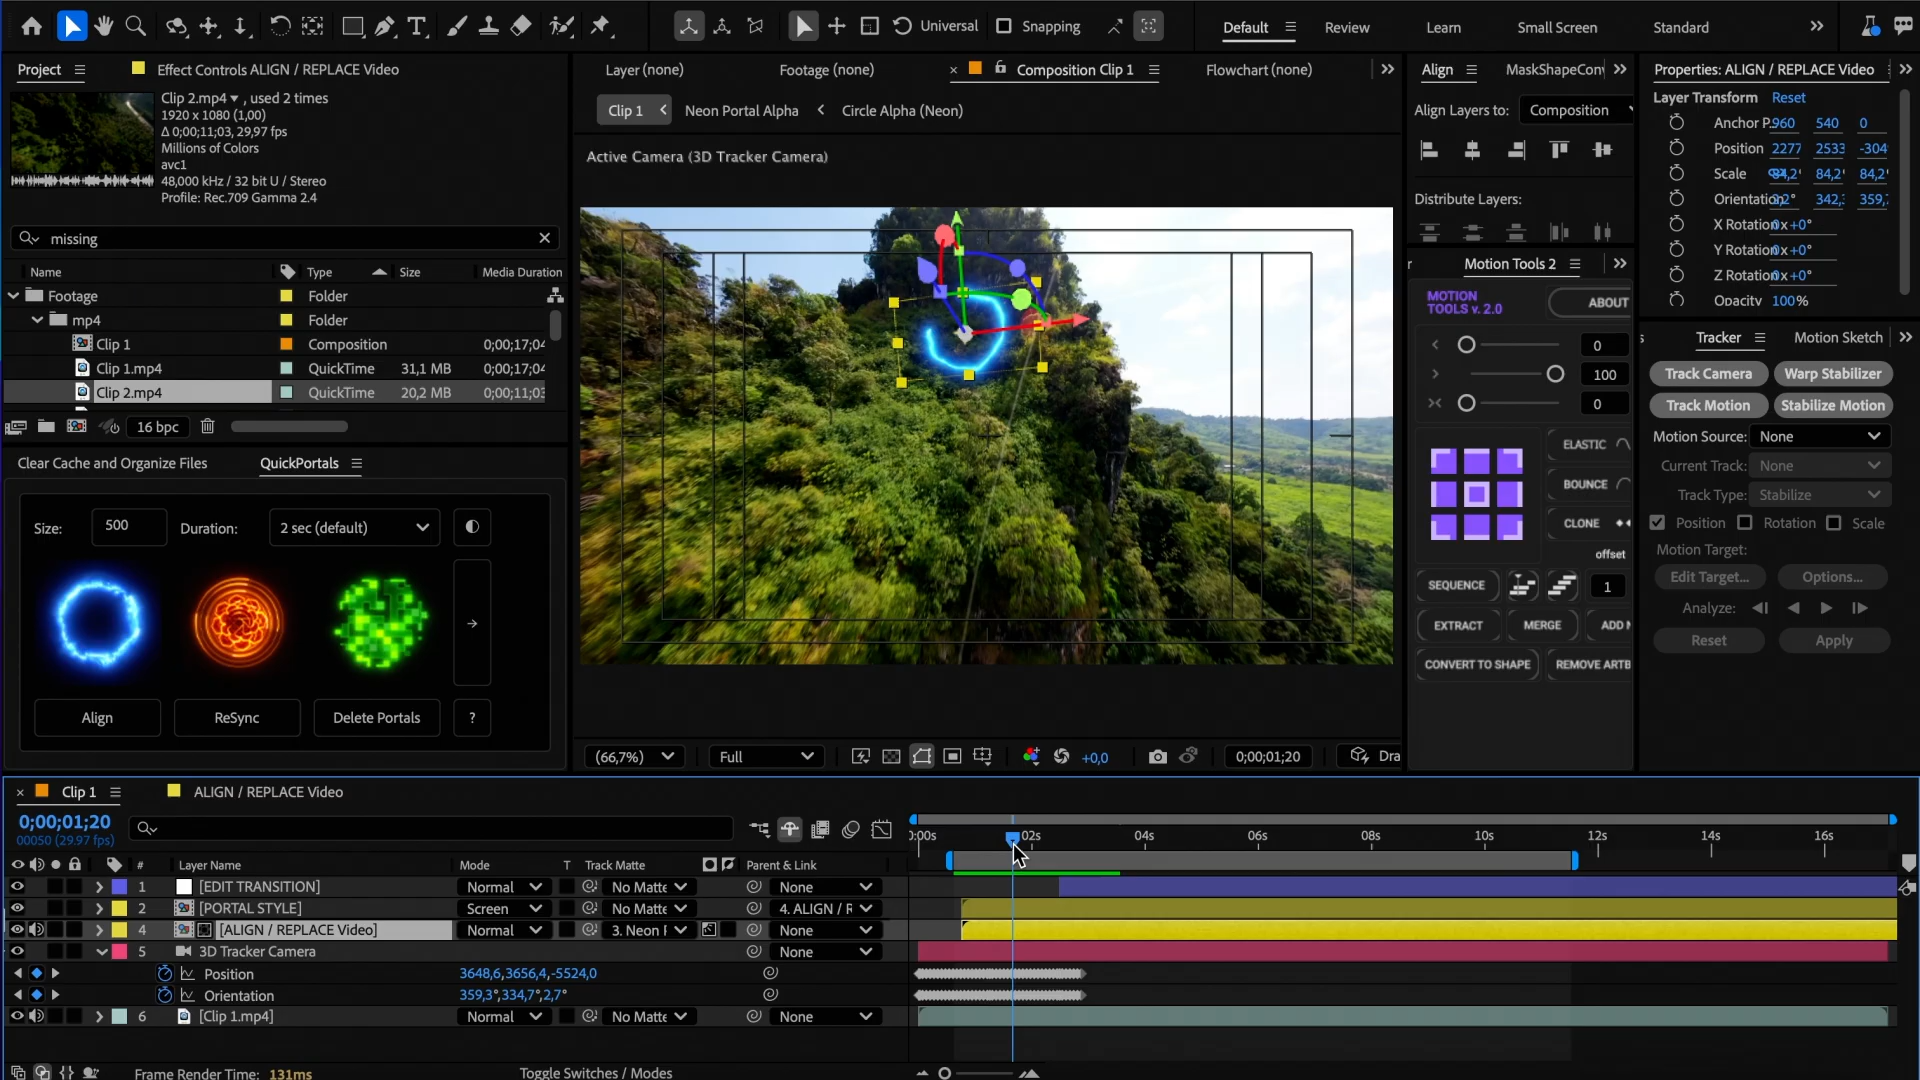 Universal
Snapping
Default
Review
Learn
Small Screen
Standard
Project
Effect Controls ALIGN / REPLACE Video
Clip 2.mp4 , used 2 times
1920 x 1080 (1,00)
Δ 0;00;11;03, 29,97 fps
Millions of Colors
avc1
48,000 kHz / 32 bit U / Stereo
Profile: Rec.709 Gamma 2.4
missing
Name Type Size Media Duration
Footage Folder
mp4 Folder
Clip 1 Composition 0;00;17;04
Clip 1.mp4 QuickTime 31,1 MB 0;00;17;04
Clip 2.mp4 QuickTime 20,2 MB 0;00;11;03
16 bpc
Clear Cache and Organize Files
QuickPortals
Size: 500 Duration: 2 sec (default)
Align ReSync Delete Portals ?
Layer (none) Footage (none) Composition Clip 1 Flowchart (none)
Clip 1 Neon Portal Alpha Circle Alpha (Neon)
Active Camera (3D Tracker Camera)
(66,7%) Full +0,0 0;00;01;20 Dra
Align MaskShapeCon
Align Layers to: Composition
Distribute Layers:
Motion Tools 2
MOTION
TOOLS v. 2.0
ABOUT
0
100
0
ELASTIC
BOUNCE
CLONE
offset
SEQUENCE 1
EXTRACT MERGE ADD
CONVERT TO SHAPE REMOVE ARTB
Properties: ALIGN / REPLACE Video
Layer Transform Reset
Anchor P. 960 540 0
Position 2277 2533 -304
Scale 84,2 84,2 84,2
Orientation 342, 359,
X Rotation 0x+0°
Y Rotation 0x+0°
Z Rotation 0x+0°
Opacity 100%
Tracker Motion Sketch
Track Camera Warp Stabilizer
Track Motion Stabilize Motion
Motion Source: None
Current Track: None
Track Type: Stabilize
Position Rotation Scale
Motion Target:
Edit Target... Options...
Analyze:
Reset Apply
Clip 1 ALIGN / REPLACE Video
0;00;01;20
00050 (29.97 fps)
# Layer Name Mode T Track Matte Parent & Link
0:00s 02s 04s 06s 08s 10s 12s 14s 16s
1 [EDIT TRANSITION] Normal No Matte None
2 [PORTAL STYLE] Screen No Matte 4. ALIGN / R
4 [ALIGN / REPLACE Video] Normal 3. Neon None
5 3D Tracker Camera None
Position 3648,6,3656,4,-5524,0
Orientation 359,3°,334,7°,2,7°
6 [Clip 1.mp4] Normal No Matte None
Frame Render Time: 131ms
Toggle Switches / Modes